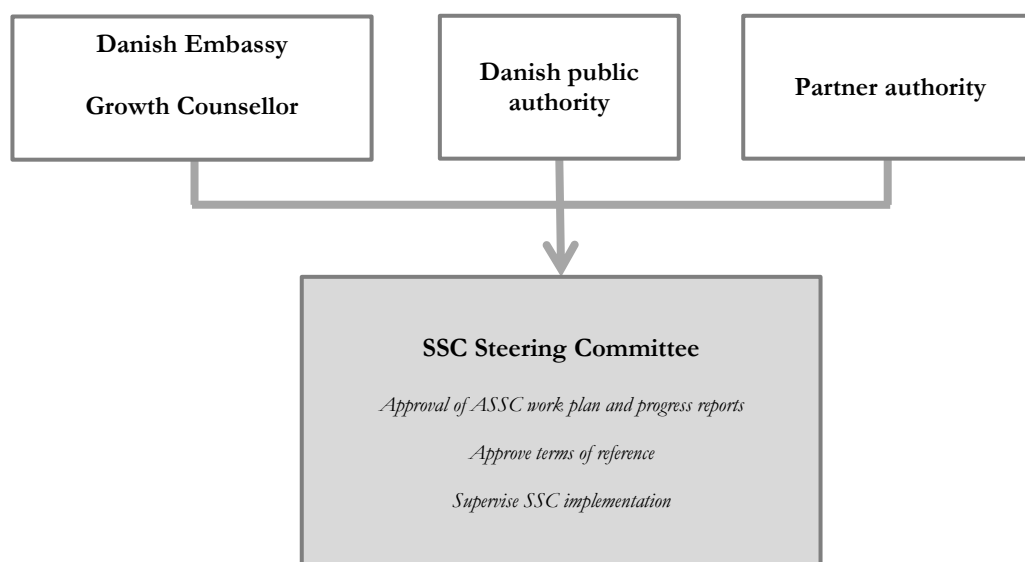 Danish Embassy
Growth Counsellor
Danish public
authority
Partner authority
SSC Steering Committee
Approval of ASSC work plan and progress reports
Approve terms of reference
Supervise SSC implementation